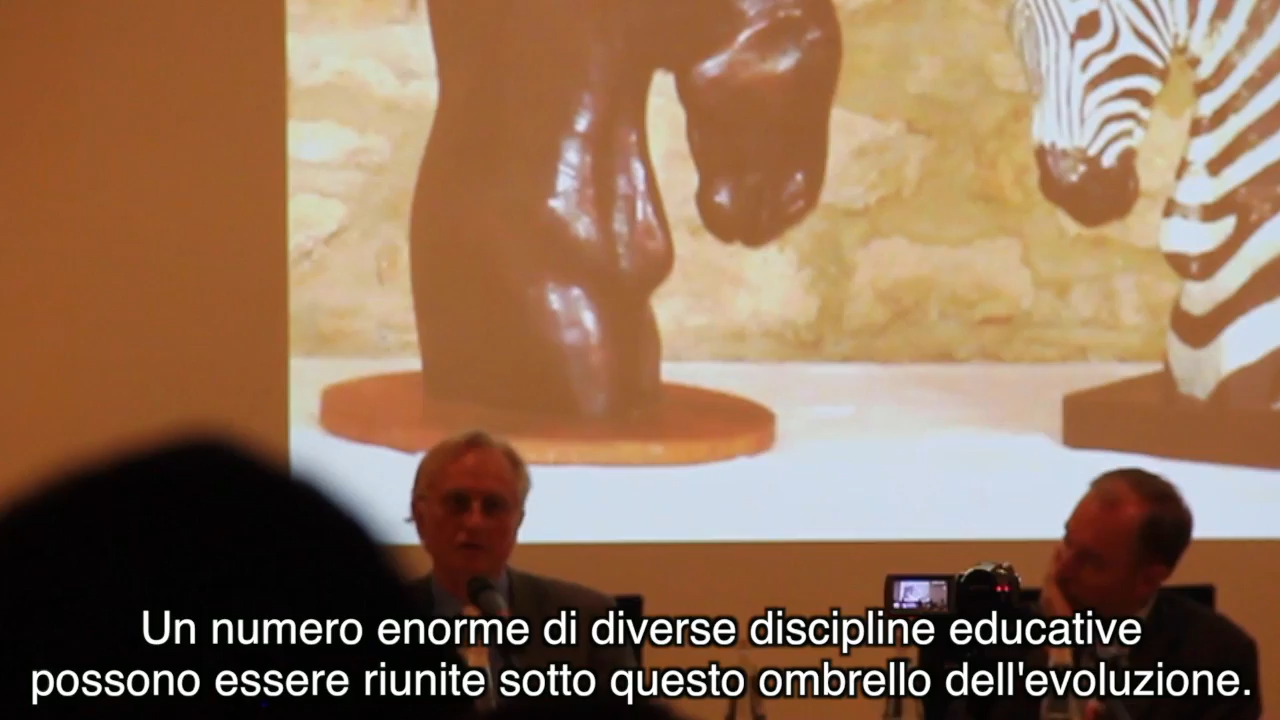 Un numero enorme di diverse discipline educative
possono essere riunite sotto questo ombrello dell'evoluzione.